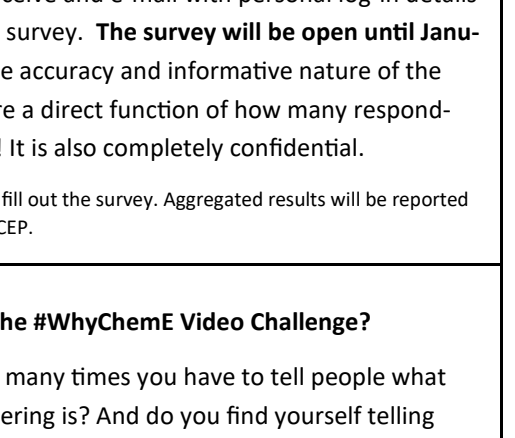 ceive and e-mail with personal log-in details
survey. The survey will be open until Janu-
e accuracy and informative nature of the
re a direct function of how many respond-
! It is also completely confidential.
fill out the survey. Aggregated results will be reported
CEP.
he #WhyChemE Video Challenge?
many times you have to tell people what
ering is? And do you find yourself telling